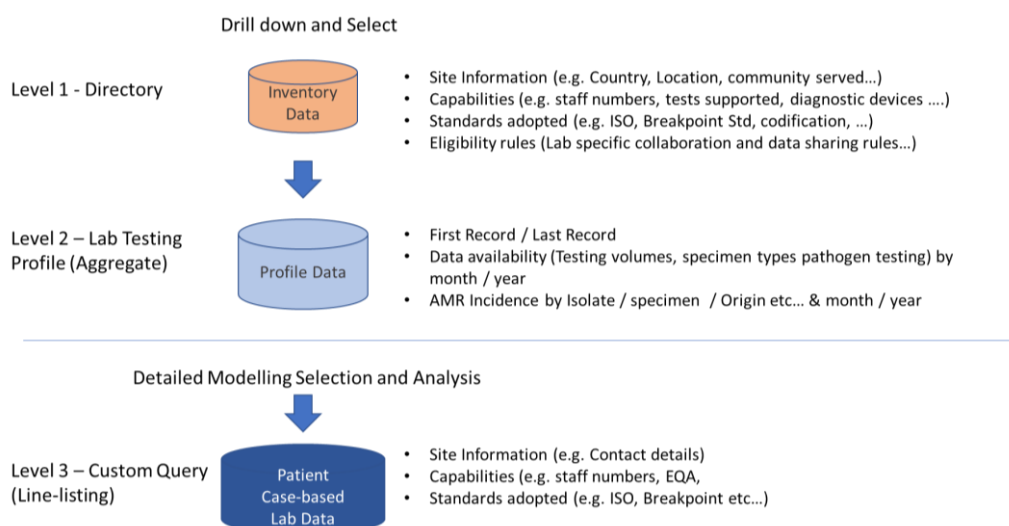 Drill down and Select
Level 1 - Directory
Inventory
Data
• Site Information (e.g. Country, Location, community served…)
• Capabilities (e.g. staff numbers, tests supported, diagnostic devices ….)
• Standards adopted (e.g. ISO, Breakpoint Std, codification, …)
• Eligibility rules (Lab specific collaboration and data sharing rules…)
Level 2 – Lab Testing
Profile (Aggregate)
Profile Data
• First Record / Last Record
• Data availability (Testing volumes, specimen types pathogen testing) by
month / year
• AMR Incidence by Isolate / specimen / Origin etc… & month / year
Detailed Modelling Selection and Analysis
Level 3 – Custom Query
(Line-listing)
Patient
Case-based
Lab Data
• Site Information (e.g. Contact details)
• Capabilities (e.g. staff numbers, EQA,
• Standards adopted (e.g. ISO, Breakpoint etc…)